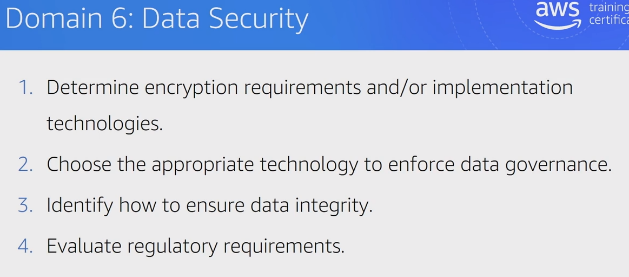 Domain 6: Data Security
aws training
1. Determine encryption requirements and/or implementation
technologies.
2. Choose the appropriate technology to enforce data governance.
3. Identify how to ensure data integrity.
4. Evaluate regulatory requirements.